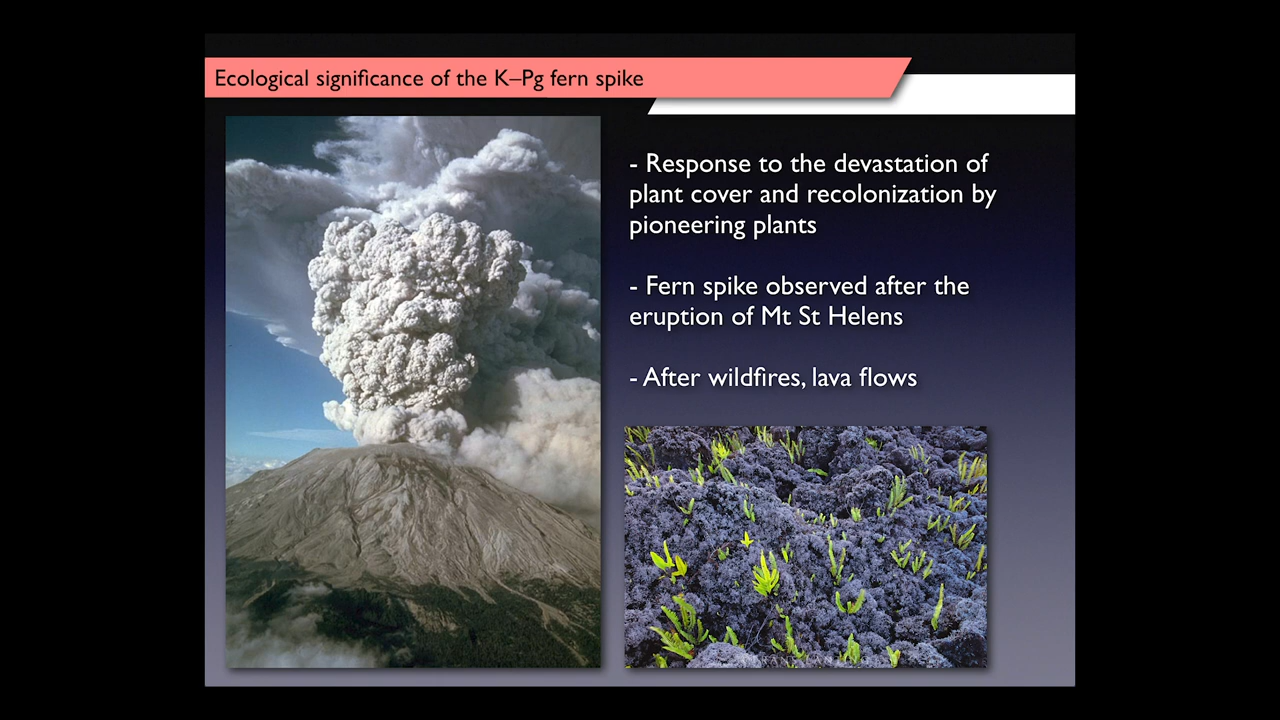 Ecological significance of the K–Pg fern spike
- Response to the devastation of
plant cover and recolonization by
pioneering plants
- Fern spike observed after the
eruption of Mt St Helens
- After wildfires, lava flows